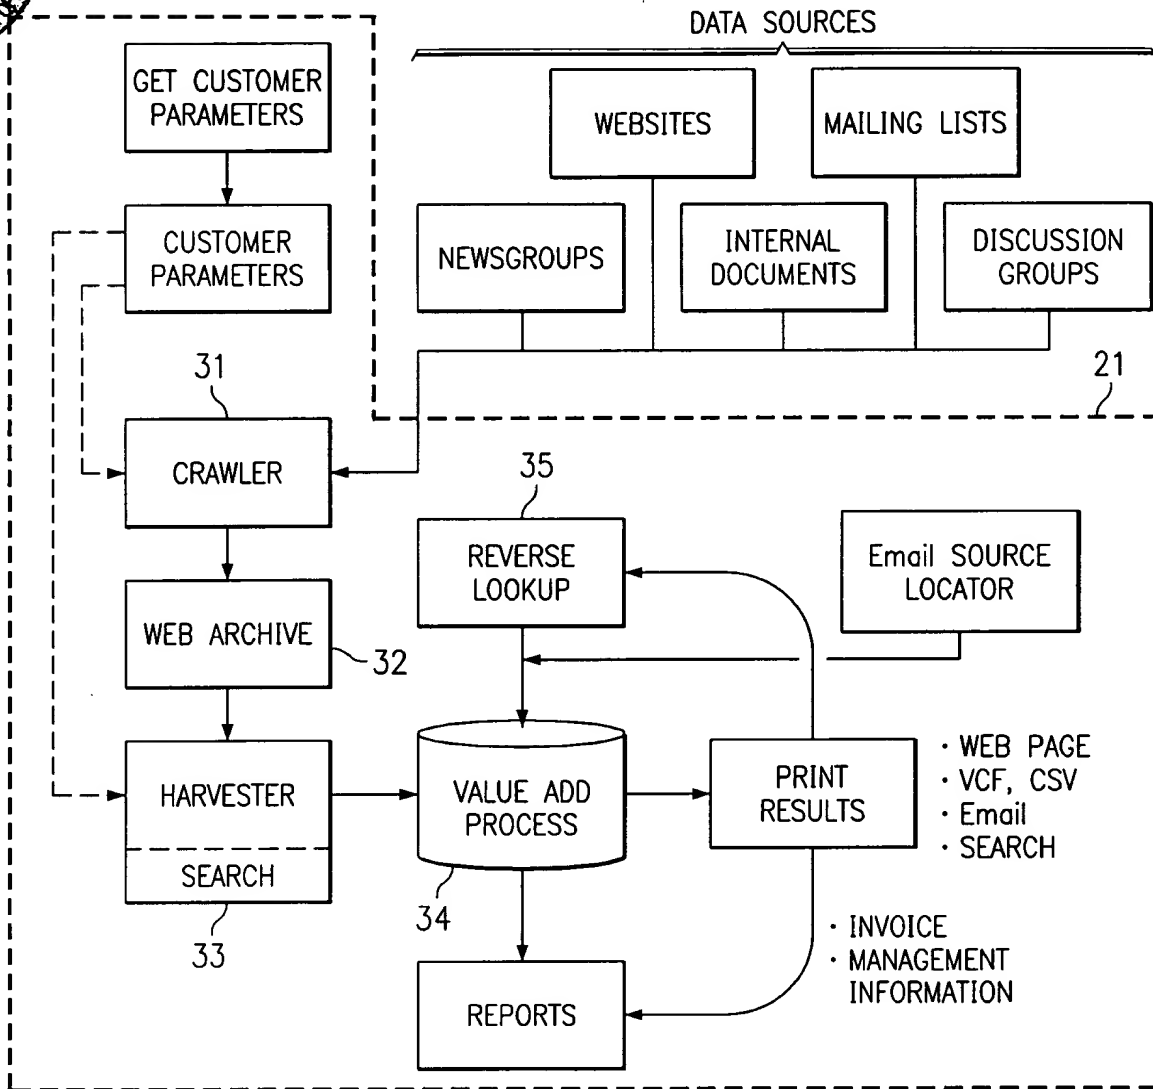 DATA SOURCES
GET CUSTOMER
PARAMETERS
WEBSITES
MAILING LISTS
CUSTOMER
PARAMETERS
NEWSGROUPS
INTERNAL
DOCUMENTS
DISCUSSION
GROUPS
31
21
CRAWLER
35
REVERSE
LOOKUP
Email SOURCE
LOCATOR
WEB ARCHIVE
32
HARVESTER
SEARCH
33
VALUE ADD
PROCESS
34
PRINT
RESULTS
· WEB PAGE
· VCF, CSV
· Email
· SEARCH
· INVOICE
· MANAGEMENT
INFORMATION
REPORTS